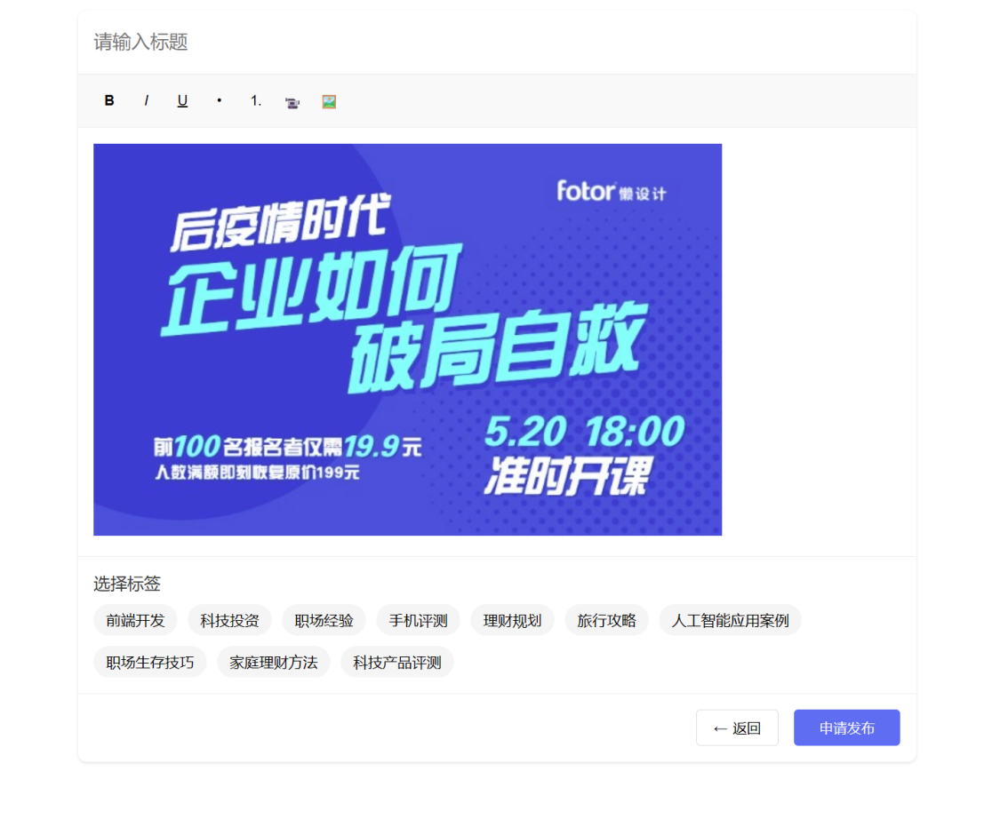 请输入标题
B I U • 1.
fotor 懒设计
后疫情时代
企业如何
破局自救
前100名报名者仅需19.9元
人数满额即刻恢复原价199元
5.20 18:00
准时开课
选择标签
前端开发 科技投资 职场经验 手机评测 理财规划 旅行攻略 人工智能应用案例
职场生存技巧 家庭理财方法 科技产品评测
← 返回 申请发布